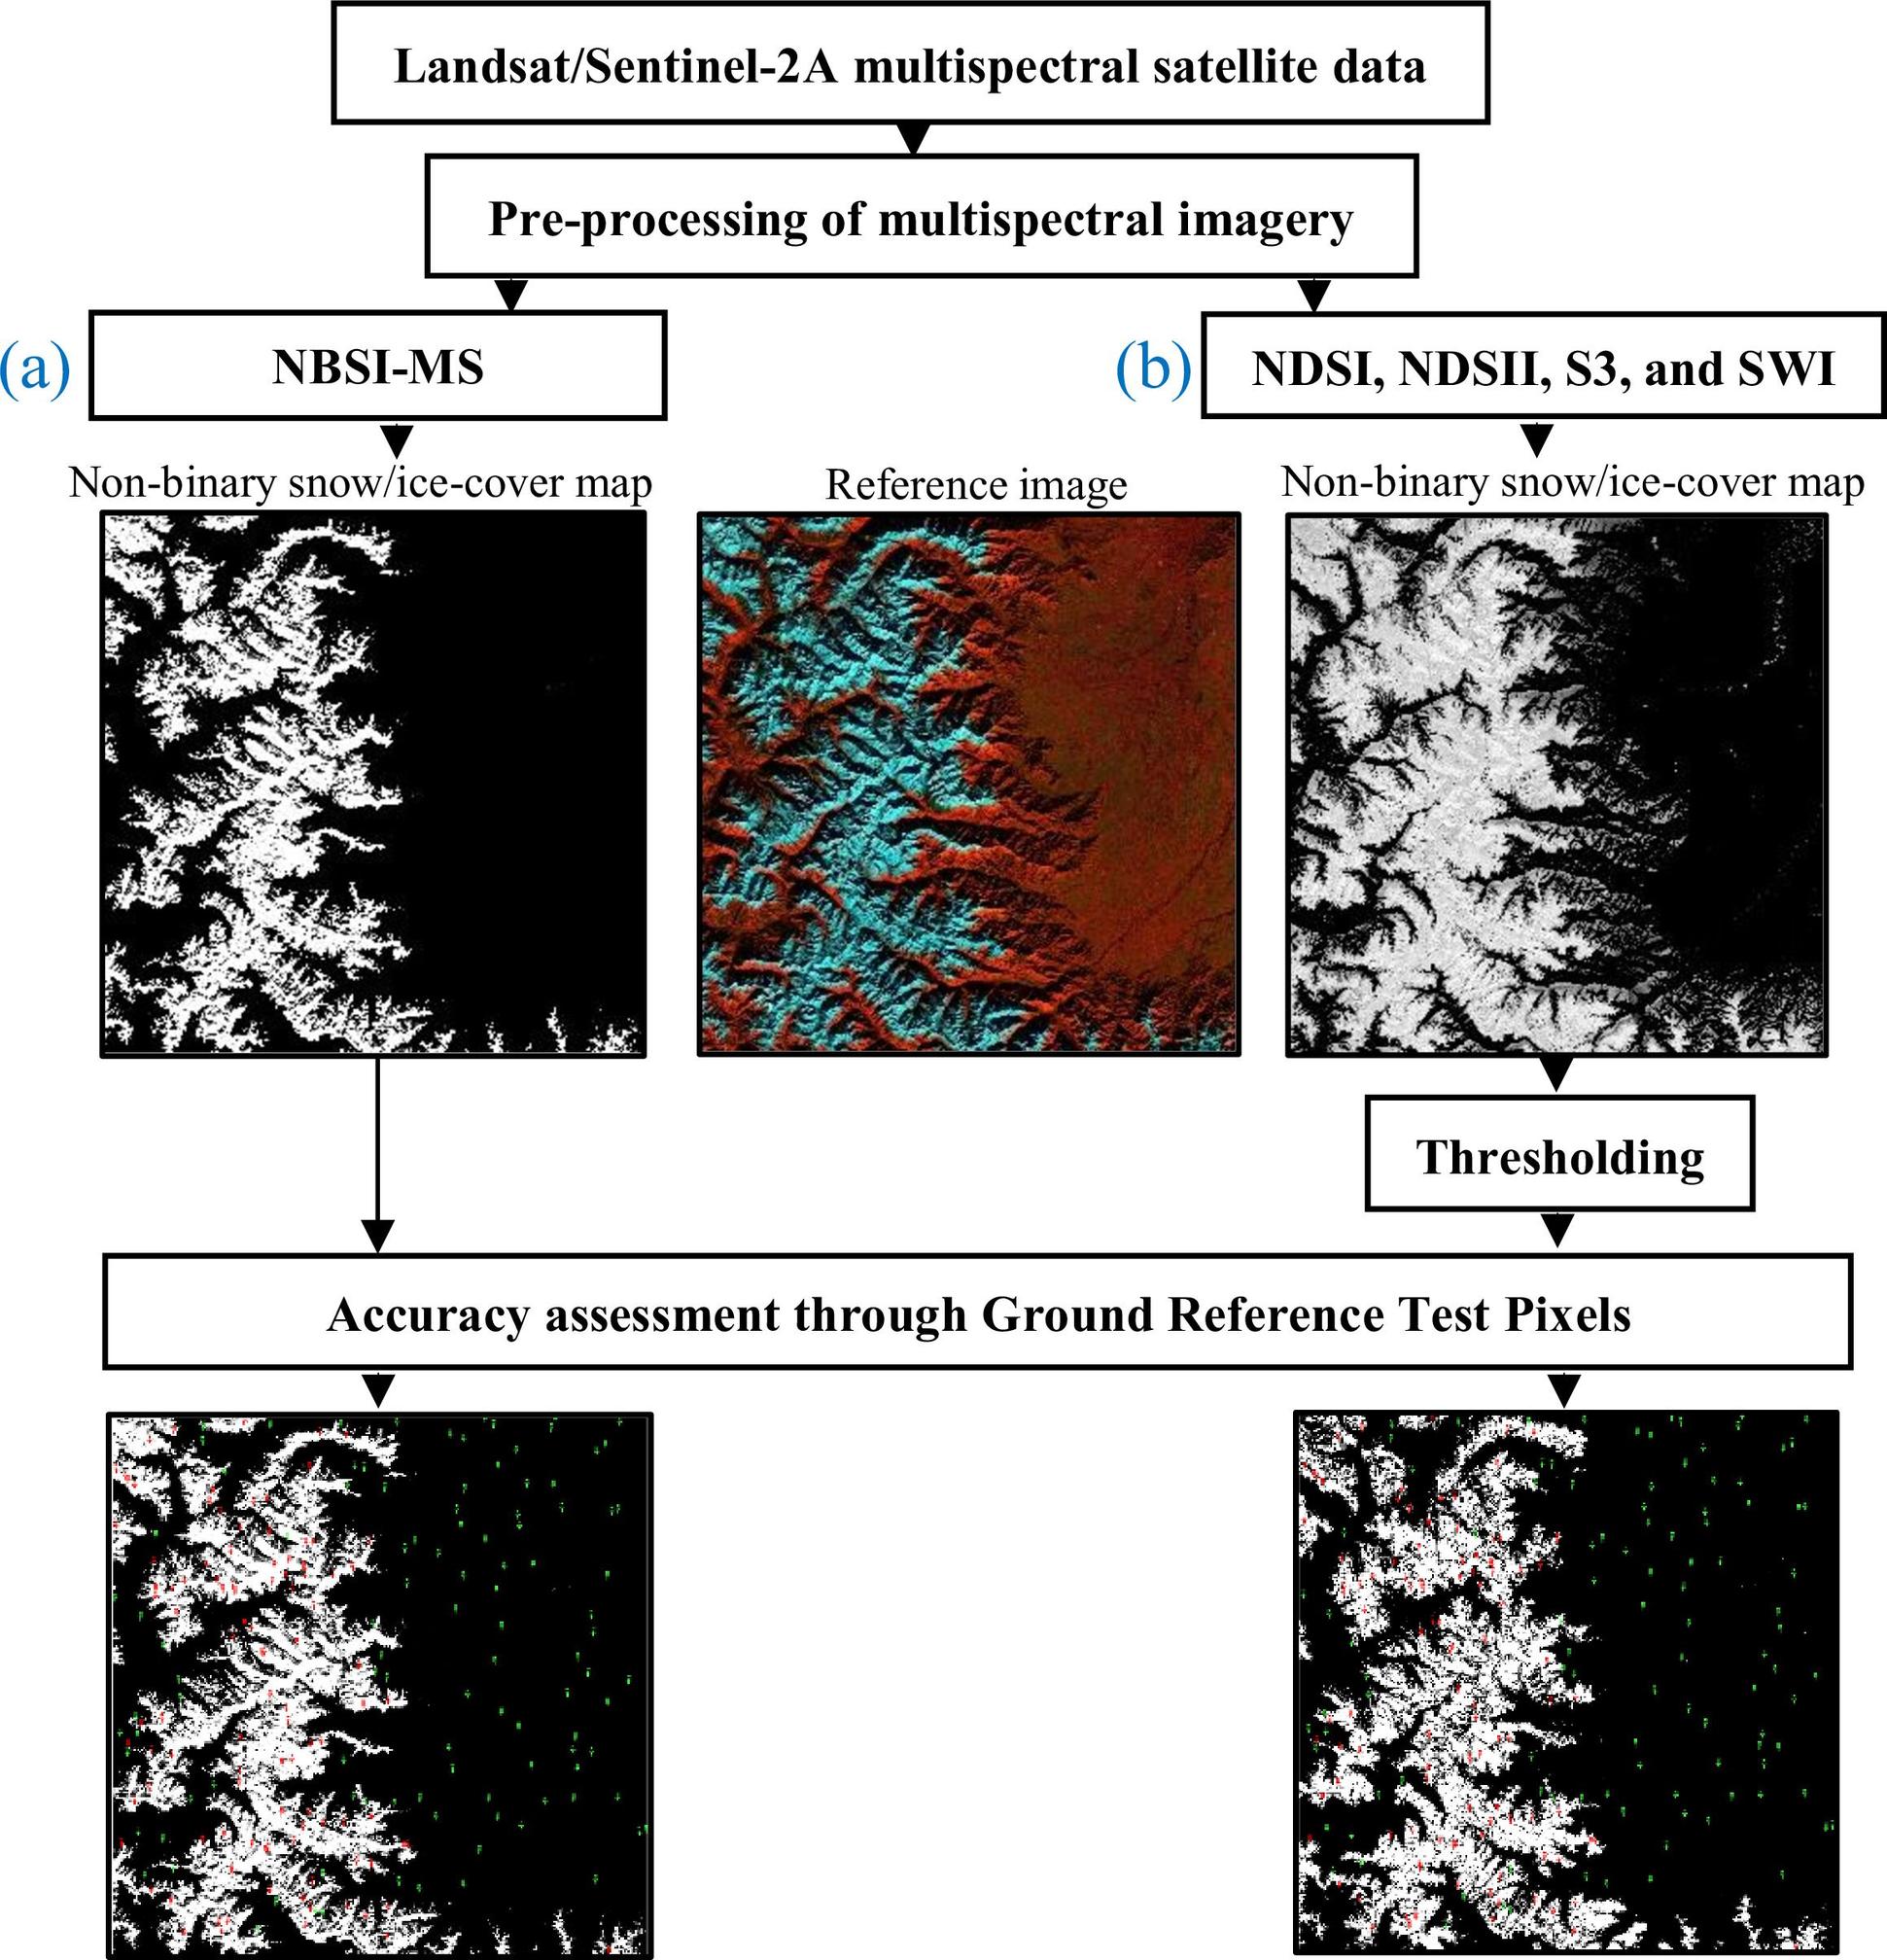 Landsat/Sentinel-2A multispectral satellite data
Pre-processing of multispectral imagery
(a)
NBSI-MS
(b)
NDSI, NDSII, S3, and SWI
Non-binary snow/ice-cover map
Reference image
Non-binary snow/ice-cover map
Thresholding
Accuracy assessment through Ground Reference Test Pixels